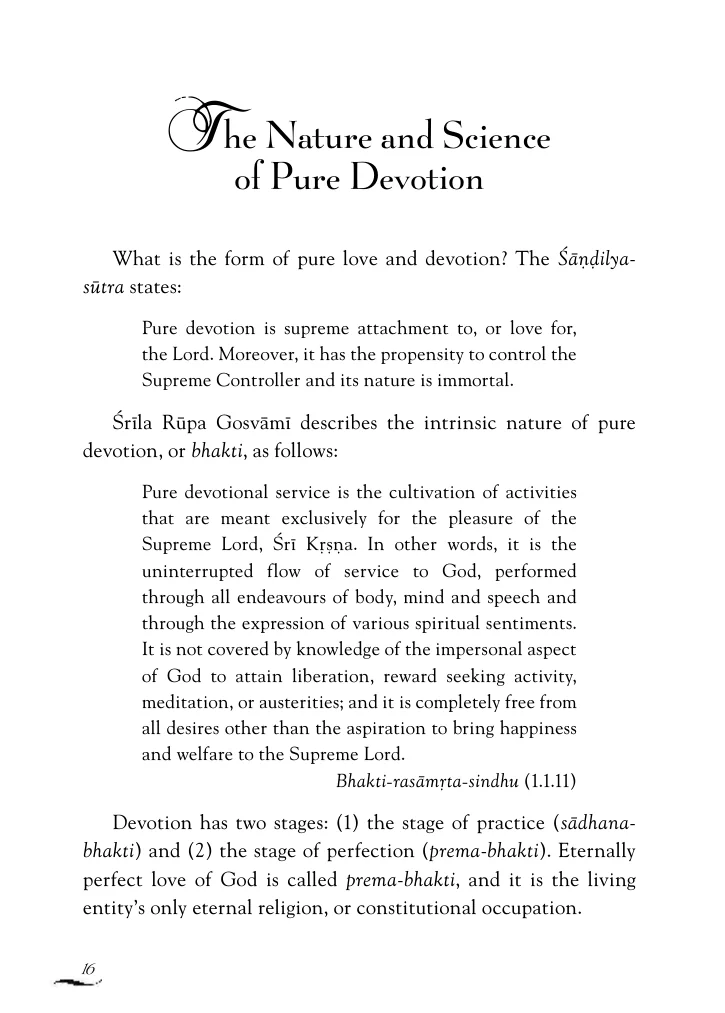 The Nature and Science
of Pure Devotion
What is the form of pure love and devotion? The Śāṇḍilya-
sūtra states:
Pure devotion is supreme attachment to, or love for,
the Lord. Moreover, it has the propensity to control the
Supreme Controller and its nature is immortal.
Śrīla Rūpa Gosvāmī describes the intrinsic nature of pure
devotion, or bhakti, as follows:
Pure devotional service is the cultivation of activities
that are meant exclusively for the pleasure of the
Supreme Lord, Śrī Kṛṣṇa. In other words, it is the
uninterrupted flow of service to God, performed
through all endeavours of body, mind and speech and
through the expression of various spiritual sentiments.
It is not covered by knowledge of the impersonal aspect
of God to attain liberation, reward seeking activity,
meditation, or austerities; and it is completely free from
all desires other than the aspiration to bring happiness
and welfare to the Supreme Lord.
Bhakti-rasāmṛta-sindhu (1.1.11)
Devotion has two stages: (1) the stage of practice (sādhana-
bhakti) and (2) the stage of perfection (prema-bhakti). Eternally
perfect love of God is called prema-bhakti, and it is the living
entity's only eternal religion, or constitutional occupation.
16